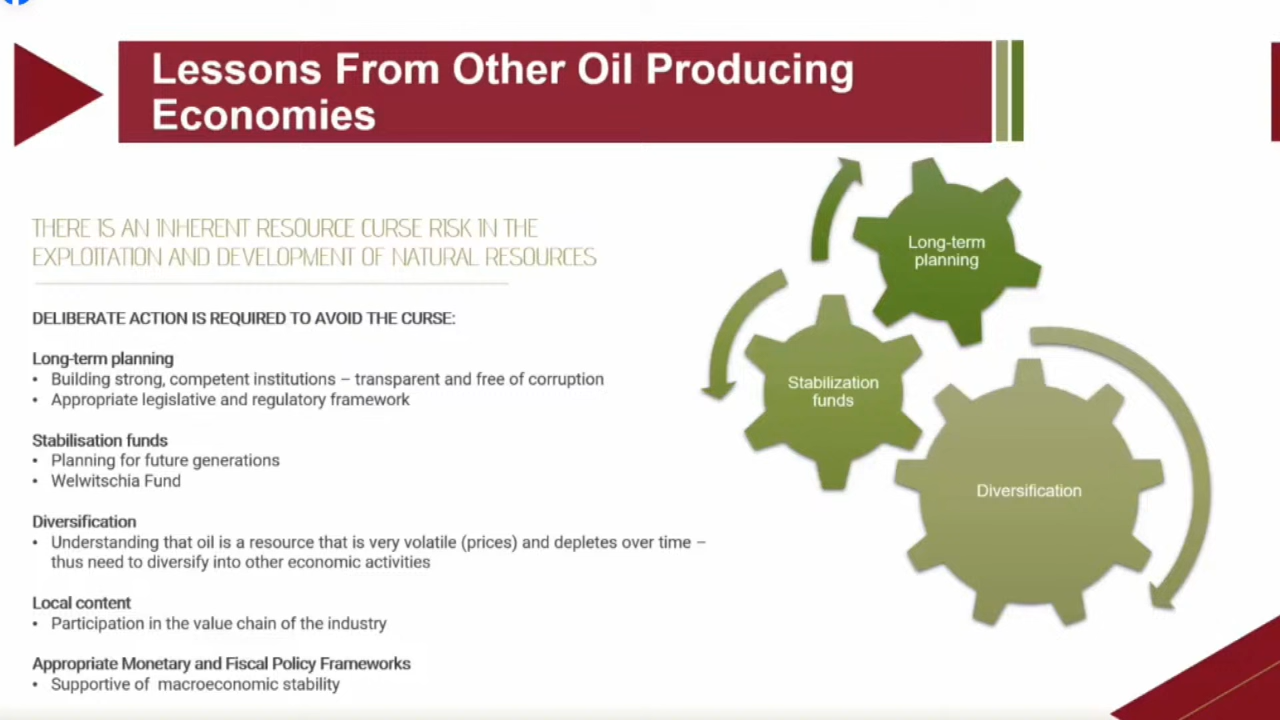 Lessons From Other Oil Producing
Economies
THERE IS AN INHERENT RESOURCE CURSE RISK IN THE
EXPLOITATION AND DEVELOPMENT OF NATURAL RESOURCES
DELIBERATE ACTION IS REQUIRED TO AVOID THE CURSE:
Long-term planning
• Building strong, competent institutions – transparent and free of corruption
• Appropriate legislative and regulatory framework
Stabilisation funds
• Planning for future generations
• Welwitschia Fund
Diversification
• Understanding that oil is a resource that is very volatile (prices) and depletes over time –
thus need to diversify into other economic activities
Local content
• Participation in the value chain of the industry
Appropriate Monetary and Fiscal Policy Frameworks
• Supportive of macroeconomic stability
Long-term
planning
Stabilization
funds
Diversification